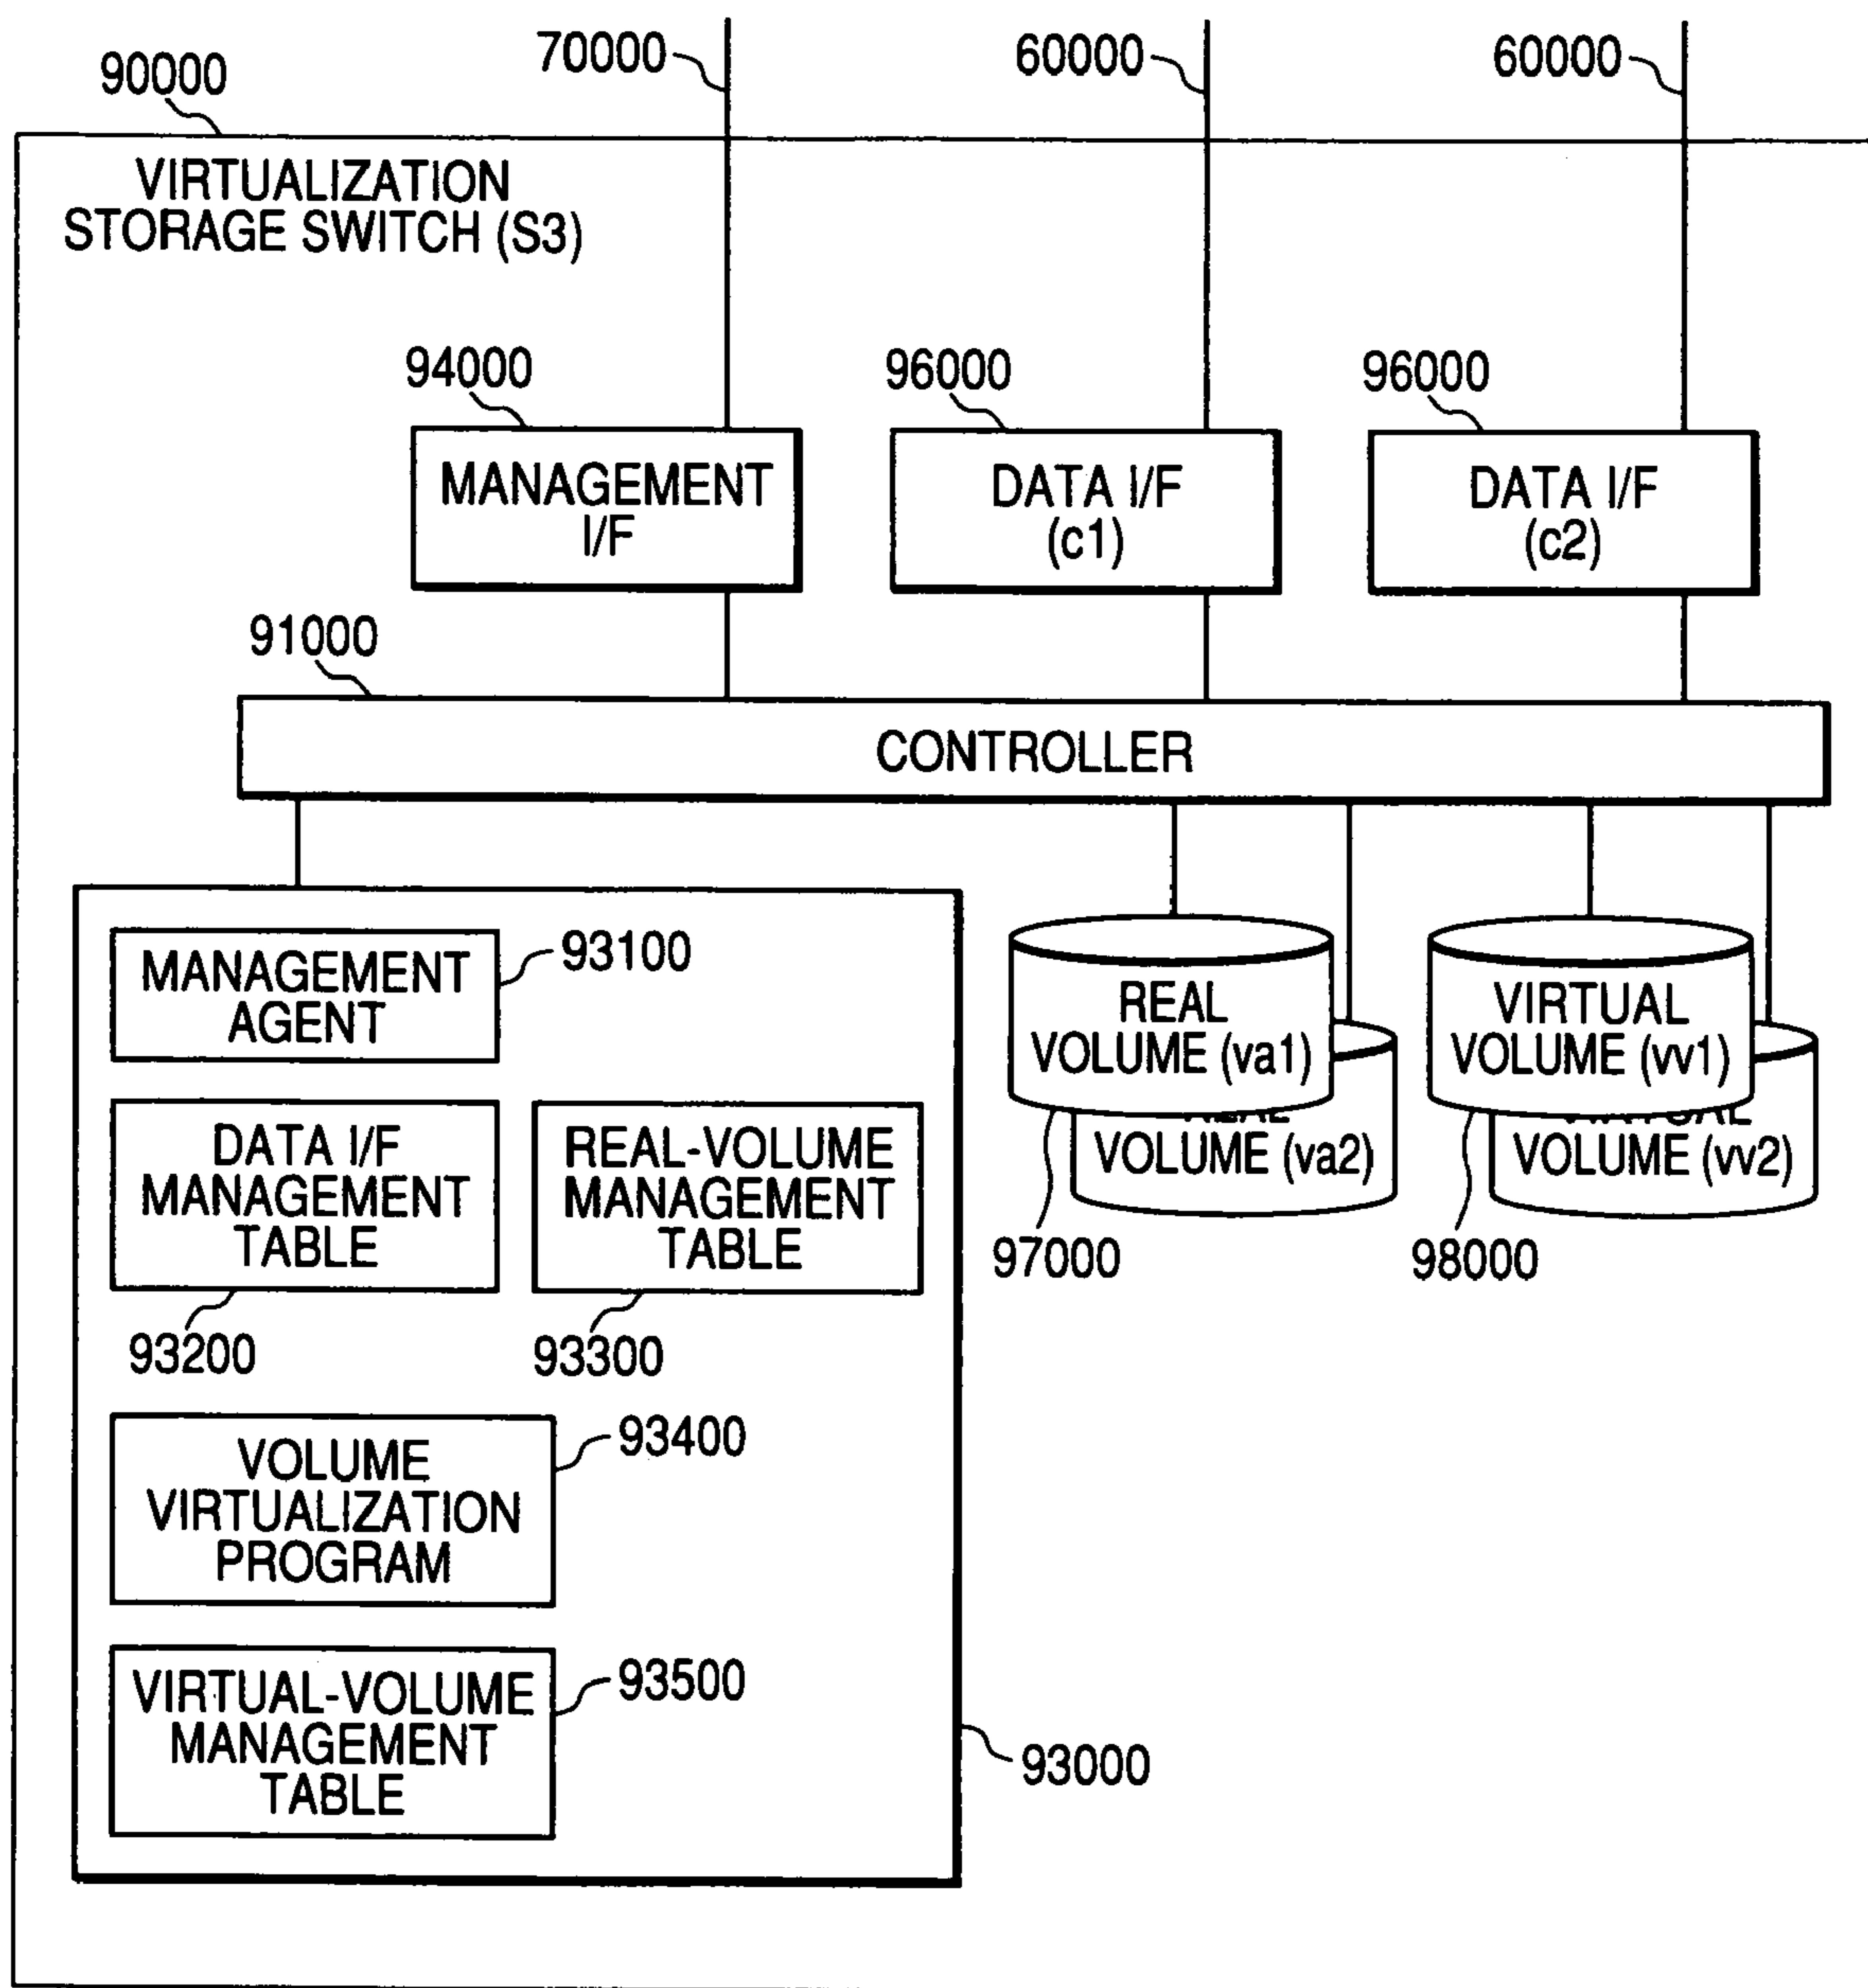 70000
60000
60000
90000
VIRTUALIZATION
STORAGE SWITCH (S3)
94000
96000
96000
MANAGEMENT
I/F
DATA I/F
(c1)
DATA I/F
(c2)
91000
CONTROLLER
MANAGEMENT
AGENT
93100
REAL
VOLUME (va1)
VIRTUAL
VOLUME (vv1)
VOLUME (va2)
VOLUME (vv2)
97000
98000
DATA I/F
MANAGEMENT
TABLE
REAL-VOLUME
MANAGEMENT
TABLE
93200
93300
VOLUME
VIRTUALIZATION
PROGRAM
93400
VIRTUAL-VOLUME
MANAGEMENT
TABLE
93500
93000